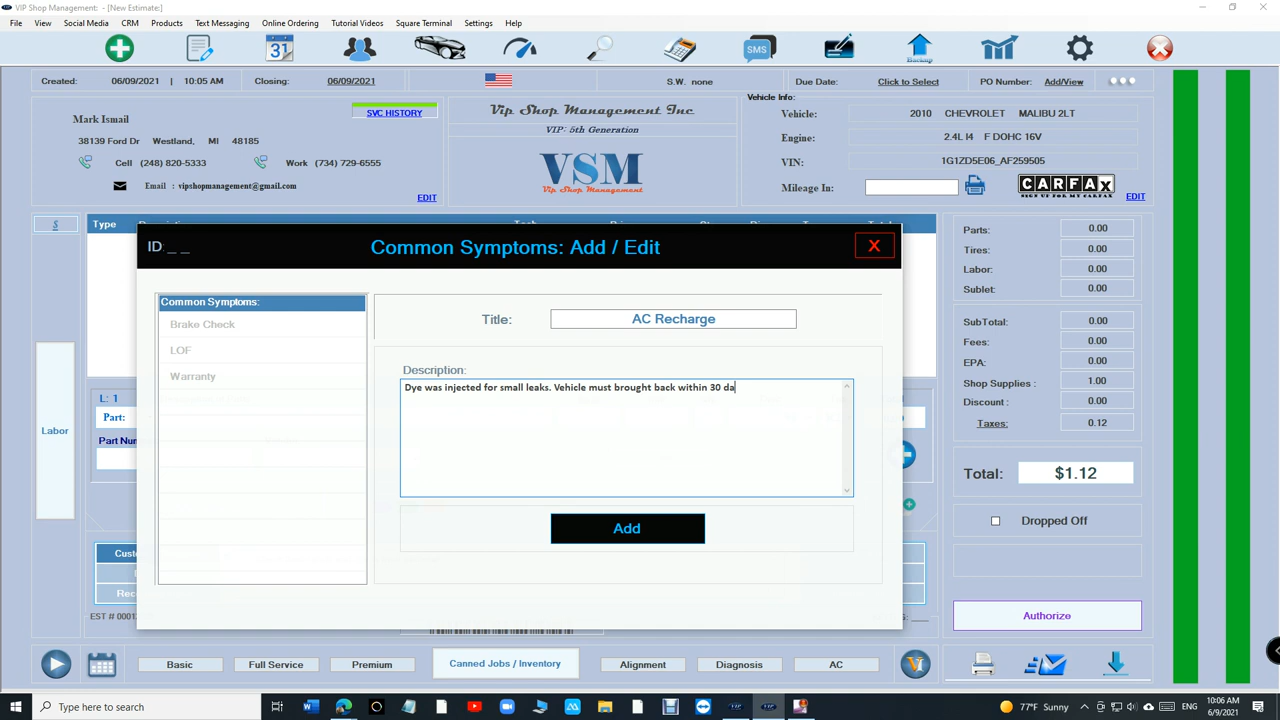 VIP Shop Management: - [New Estimate:]
File View Social Media CRM Products Text Messaging Online Ordering Tutorial Videos Square Terminal Settings Help
31 SMS Backup
Created: 06/09/2021 | 10:05 AM Closing: 06/09/2021 S.W. none Due Date: Click to Select PO Number: Add/View
Mark Ismail
SVC HISTORY
38139 Ford Dr Westland, MI 48185
Cell (248) 820-5333 Work (734) 729-6555
Email : vipshopmanagement@gmail.com
EDIT
Vip Shop Management Inc
VIP: 5th Generation
VSM
Vip Shop Management
Vehicle Info:
Vehicle: 2010 CHEVROLET MALIBU 2LT
Engine: 2.4L I4 F DOHC 16V
VIN: 1G1ZD5E06_AF259505
Mileage In:
CARFAX
SIGN UP FOR MY CARFAX
EDIT
S Type
ID:_ _ Common Symptoms: Add / Edit X
Common Symptoms:
Brake Check
LOF
Warranty
Title: AC Recharge
Description:
Dye was injected for small leaks. Vehicle must brought back within 30 da
Add
L: 1
Part:
Part Num
Labor
Custo
Rec
EST # 0001
Parts: 0.00
Tires: 0.00
Labor: 0.00
Sublet: 0.00
SubTotal: 0.00
Fees: 0.00
EPA: 0.00
Shop Supplies : 1.00
Discount : 0.00
Taxes: 0.12
Total: $1.12
Dropped Off
Authorize
Basic Full Service Premium Canned Jobs / Inventory Alignment Diagnosis AC
Type here to search
77°F Sunny ENG 10:06 AM
6/9/2021